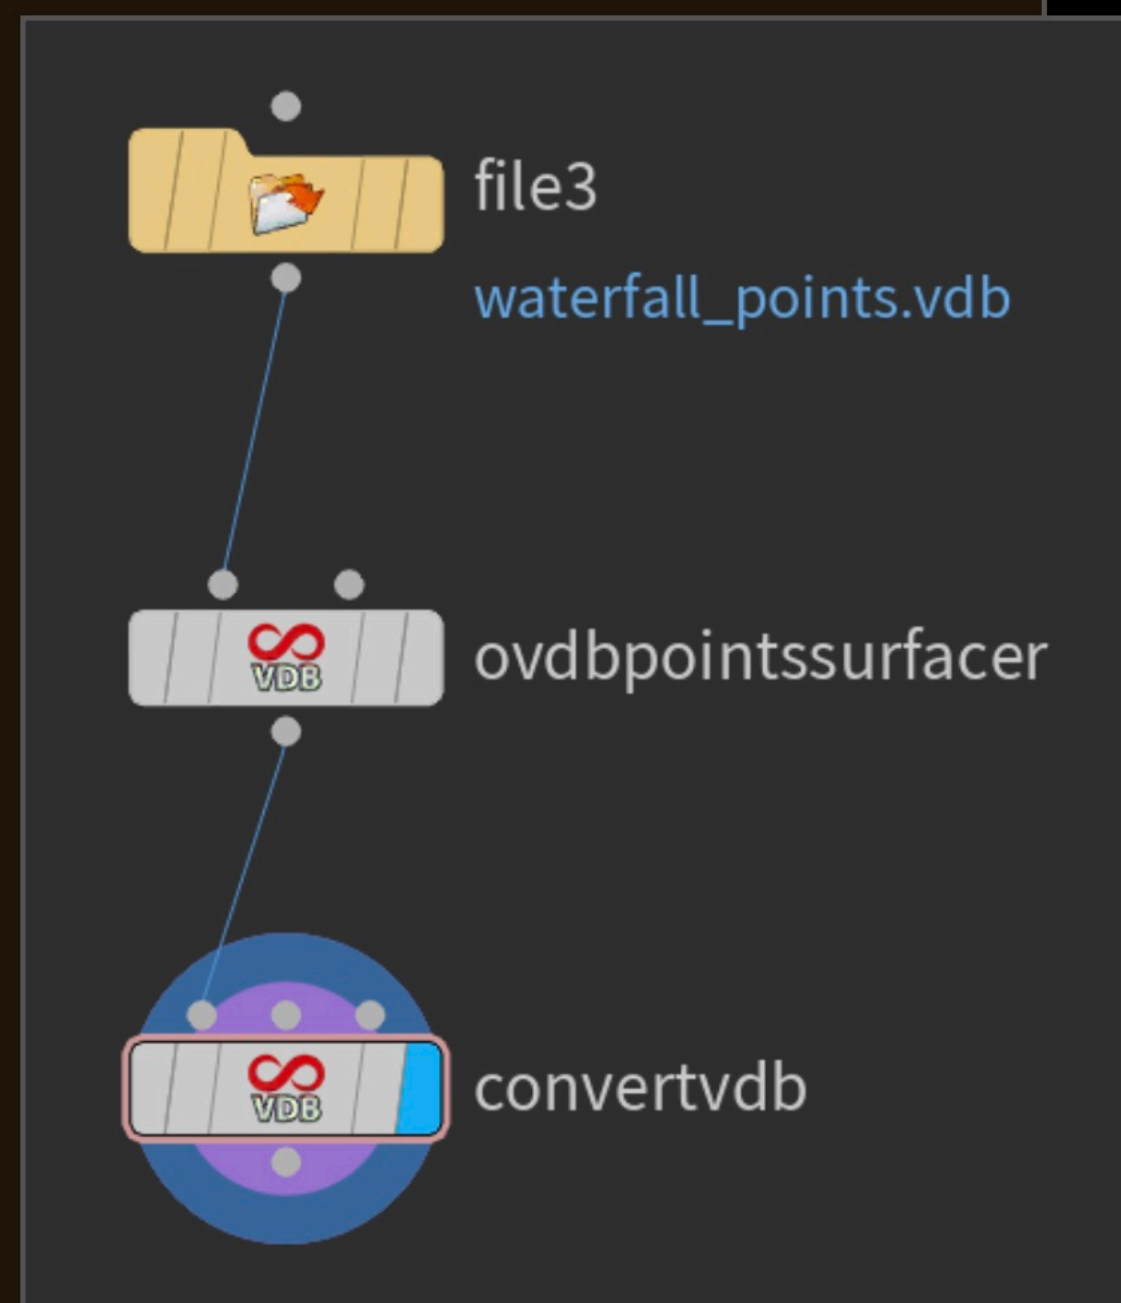 file3
waterfall_points.vdb
VDB
ovdbpointssurfacer
VDB
convertvdb